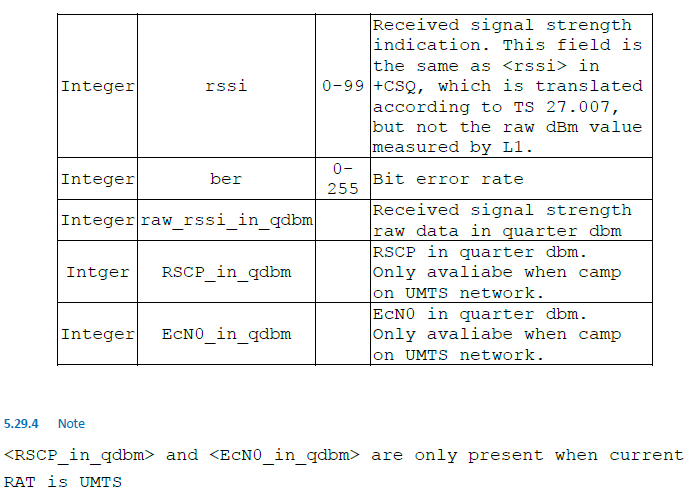 Received signal strength
indication. This field is
the same as <rssi> in
Integer rssi 0-99 +CSQ, which is translated
according to TS 27.007,
but not the raw dBm value
measured by L1.
Integer ber 0-255 Bit error rate
Integer raw_rssi_in_qdbm Received signal strength
raw data in quarter dbm
RSCP in quarter dbm.
Intger RSCP_in_qdbm Only avaliabe when camp
on UMTS network.
EcN0 in quarter dbm.
Integer EcN0_in_qdbm Only avaliabe when camp
on UMTS network.
5.29.4 Note
<RSCP_in_qdbm> and <EcN0_in_qdbm> are only present when current
RAT is UMTS